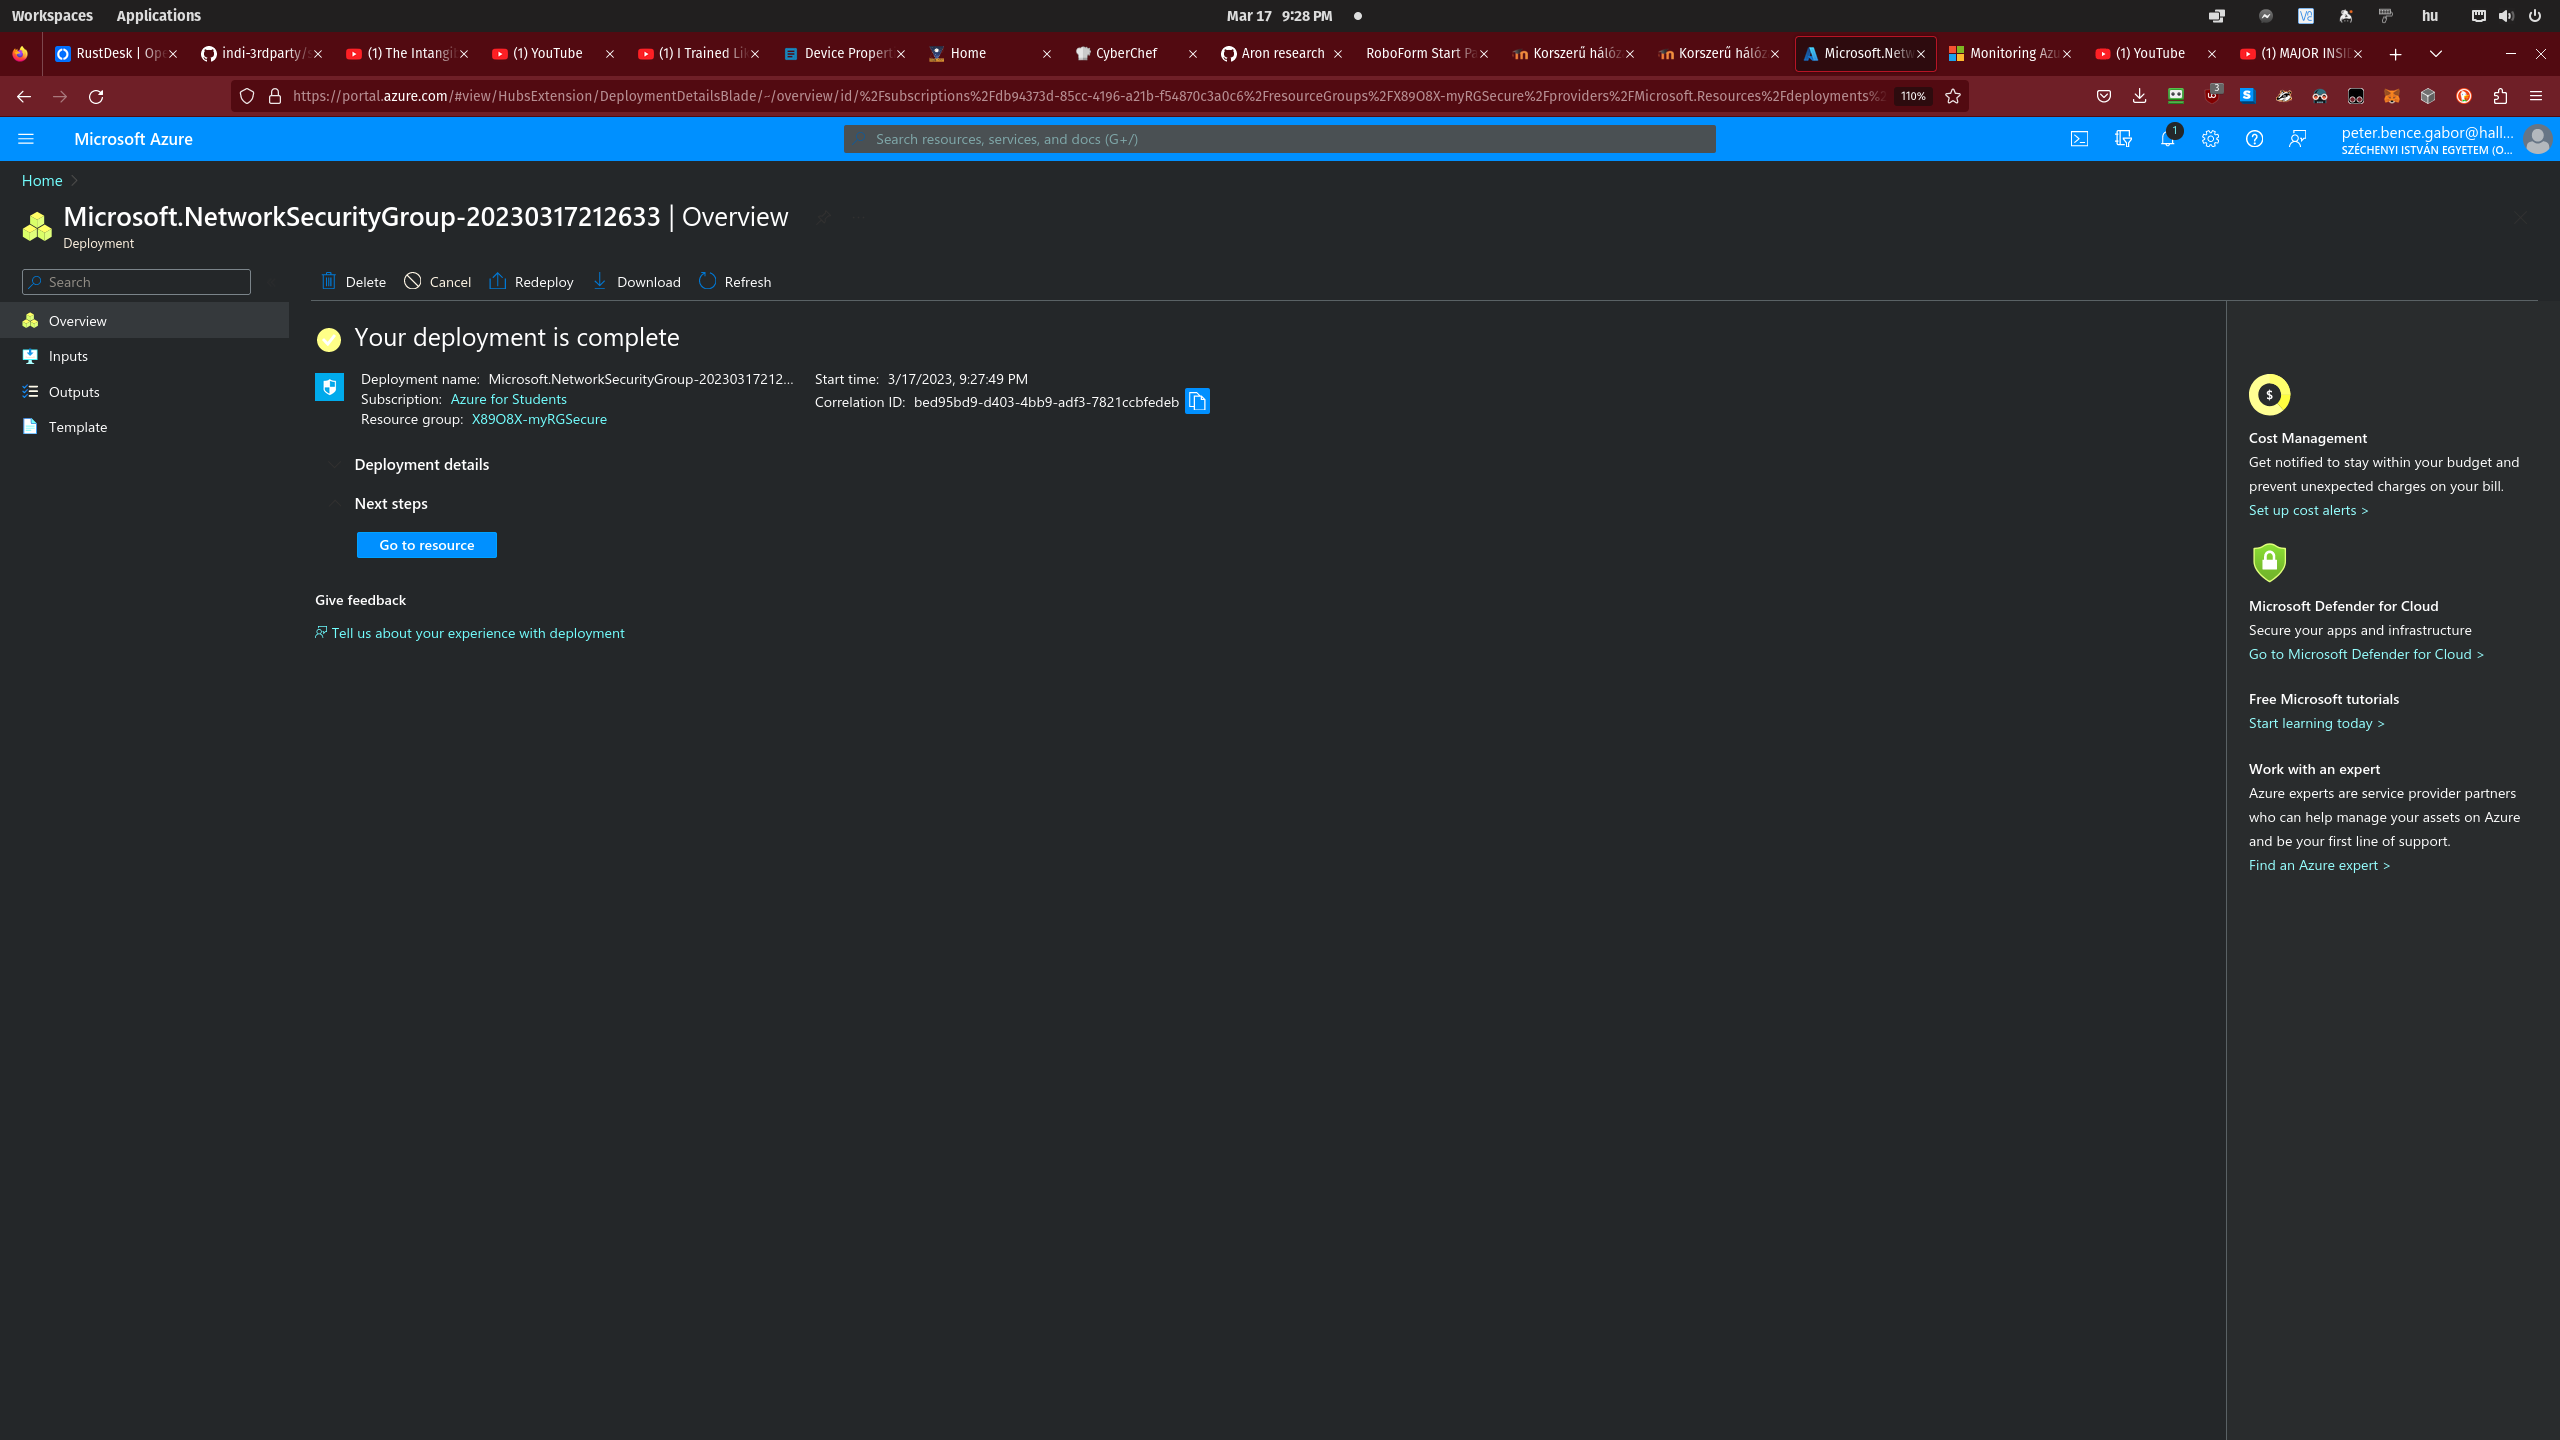 Workspaces Applications Mar 17 9:28 PM hu
RustDesk | Ope indi-3rdparty/s (1) The Intangi (1) YouTube (1) I Trained Li Device Propert Home CyberChef Aron research RoboForm Start Pa Korszerű hálóz Korszerű hálóz Microsoft.Netw Monitoring Azu (1) YouTube (1) MAJOR INSI
https://portal.azure.com/#view/HubsExtension/DeploymentDetailsBlade/~/overview/id/%2Fsubscriptions%2Fdb94373d-85cc-4196-a21b-f54870c3a0c6%2FresourceGroups%2FX89O8X-myRGSecure%2Fproviders%2FMicrosoft.Resources%2Fdeployments%2 110% 3
Microsoft Azure Search resources, services, and docs (G+/) 1 peter.bence.gabor@hall...
SZÉCHENYI ISTVÁN EGYETEM (O...
Home
Microsoft.NetworkSecurityGroup-20230317212633 | Overview
Deployment
Search
Overview
Inputs
Outputs
Template
Delete Cancel Redeploy Download Refresh
Your deployment is complete
Deployment name: Microsoft.NetworkSecurityGroup-20230317212...
Subscription: Azure for Students
Resource group: X89O8X-myRGSecure
Start time: 3/17/2023, 9:27:49 PM
Correlation ID: bed95bd9-d403-4bb9-adf3-7821ccbfedeb
Deployment details
Next steps
Go to resource
Give feedback
Tell us about your experience with deployment
$
Cost Management
Get notified to stay within your budget and
prevent unexpected charges on your bill.
Set up cost alerts >
Microsoft Defender for Cloud
Secure your apps and infrastructure
Go to Microsoft Defender for Cloud >
Free Microsoft tutorials
Start learning today >
Work with an expert
Azure experts are service provider partners
who can help manage your assets on Azure
and be your first line of support.
Find an Azure expert >